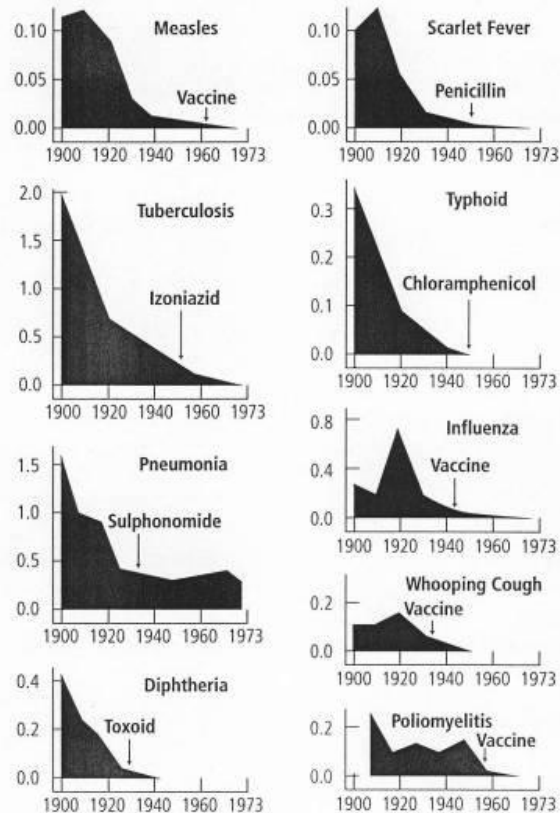 Measles
0.10
0.05
0.00
Vaccine
1900 1920 1940 1960 1973
Scarlet Fever
0.10
0.05
0.00
Penicillin
1900 1920 1940 1960 1973
Tuberculosis
2.0
1.5
1.0
0.5
0.0
Izoniazid
1900 1920 1940 1960 1973
Typhoid
0.3
0.2
0.1
0.0
Chloramphenicol
1900 1920 1940 1960 1973
Pneumonia
1.5
1.0
0.5
0.0
Sulphonomide
1900 1920 1940 1960 1973
Influenza
0.8
0.4
0.0
Vaccine
1900 1920 1940 1960 1973
Whooping Cough
0.2
0.0
Vaccine
1900 1920 1940 1960 1973
Diphtheria
0.4
0.2
0.0
Toxoid
1900 1920 1940 1960 1973
Poliomyelitis
0.2
0.0
Vaccine
1900 1920 1940 1960 1973